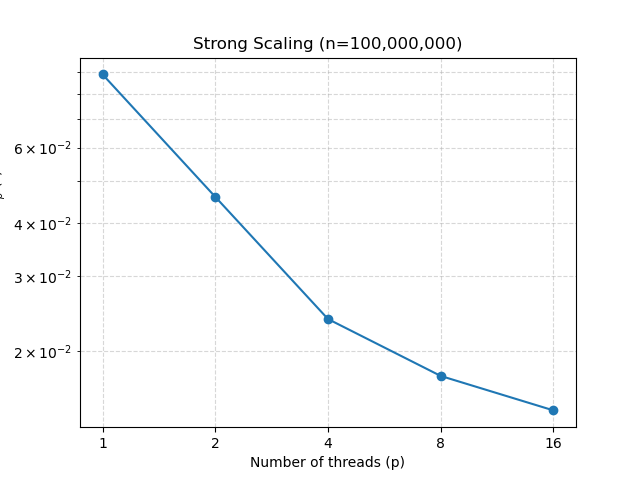 Strong Scaling (n=100,000,000)
6 × 10⁻²
4 × 10⁻²
3 × 10⁻²
2 × 10⁻²
1 2 4 8 16
Number of threads (p)